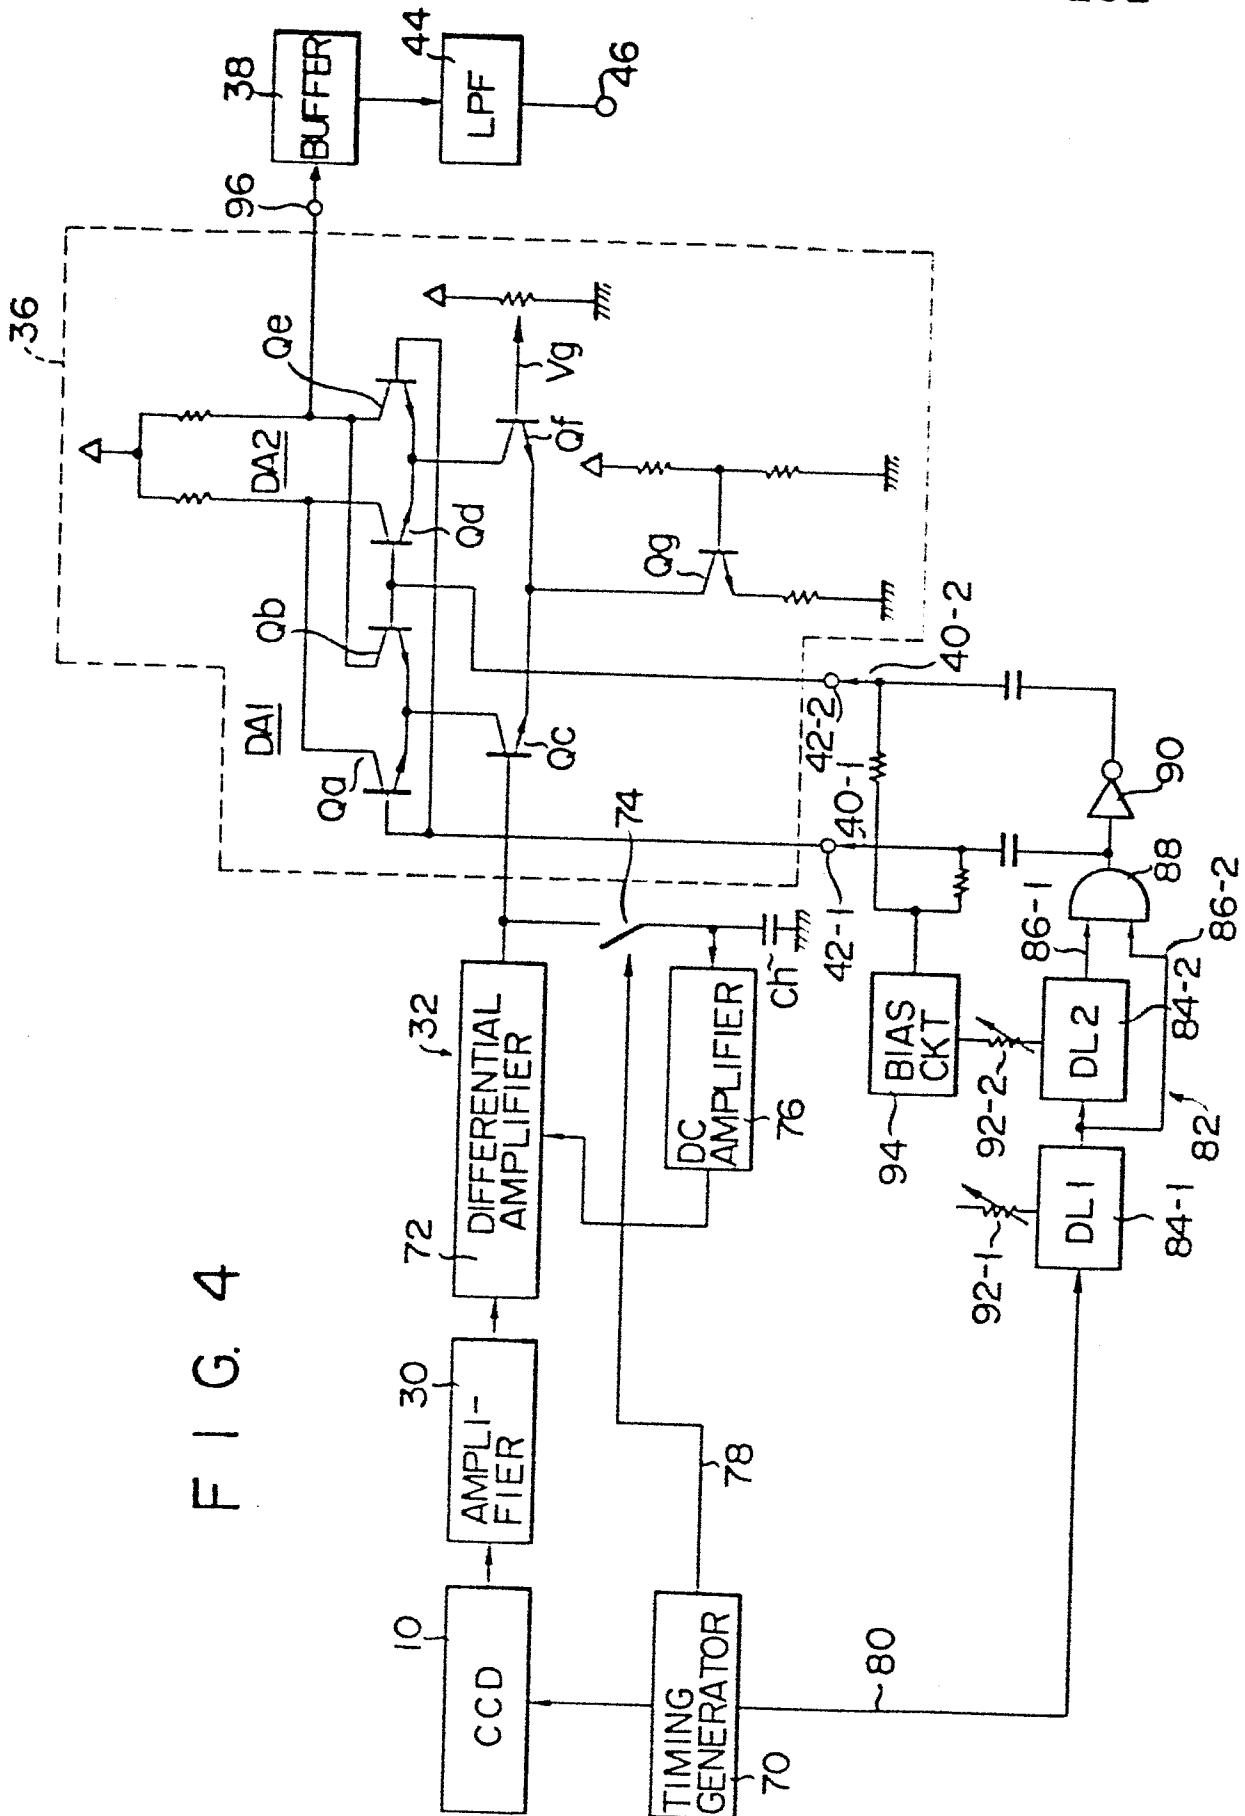 FIG. 4
10
CCD
30
AMPLI-
FIER
72
DIFFERENTIAL
AMPLIFIER
32
TIMING
GENERATOR
70
78
80
74
DC
AMPLIFIER
76
Ch
36
DA1
DA2
Qa
Qb
Qc
Qd
Qe
Qf
Qg
Vg
96
38
BUFFER
44
LPF
46
42-1
40-1
42-2
40-2
94
BIAS
CKT
92-1
DL1
84-1
92-2
DL2
84-2
82
86-1
86-2
88
90